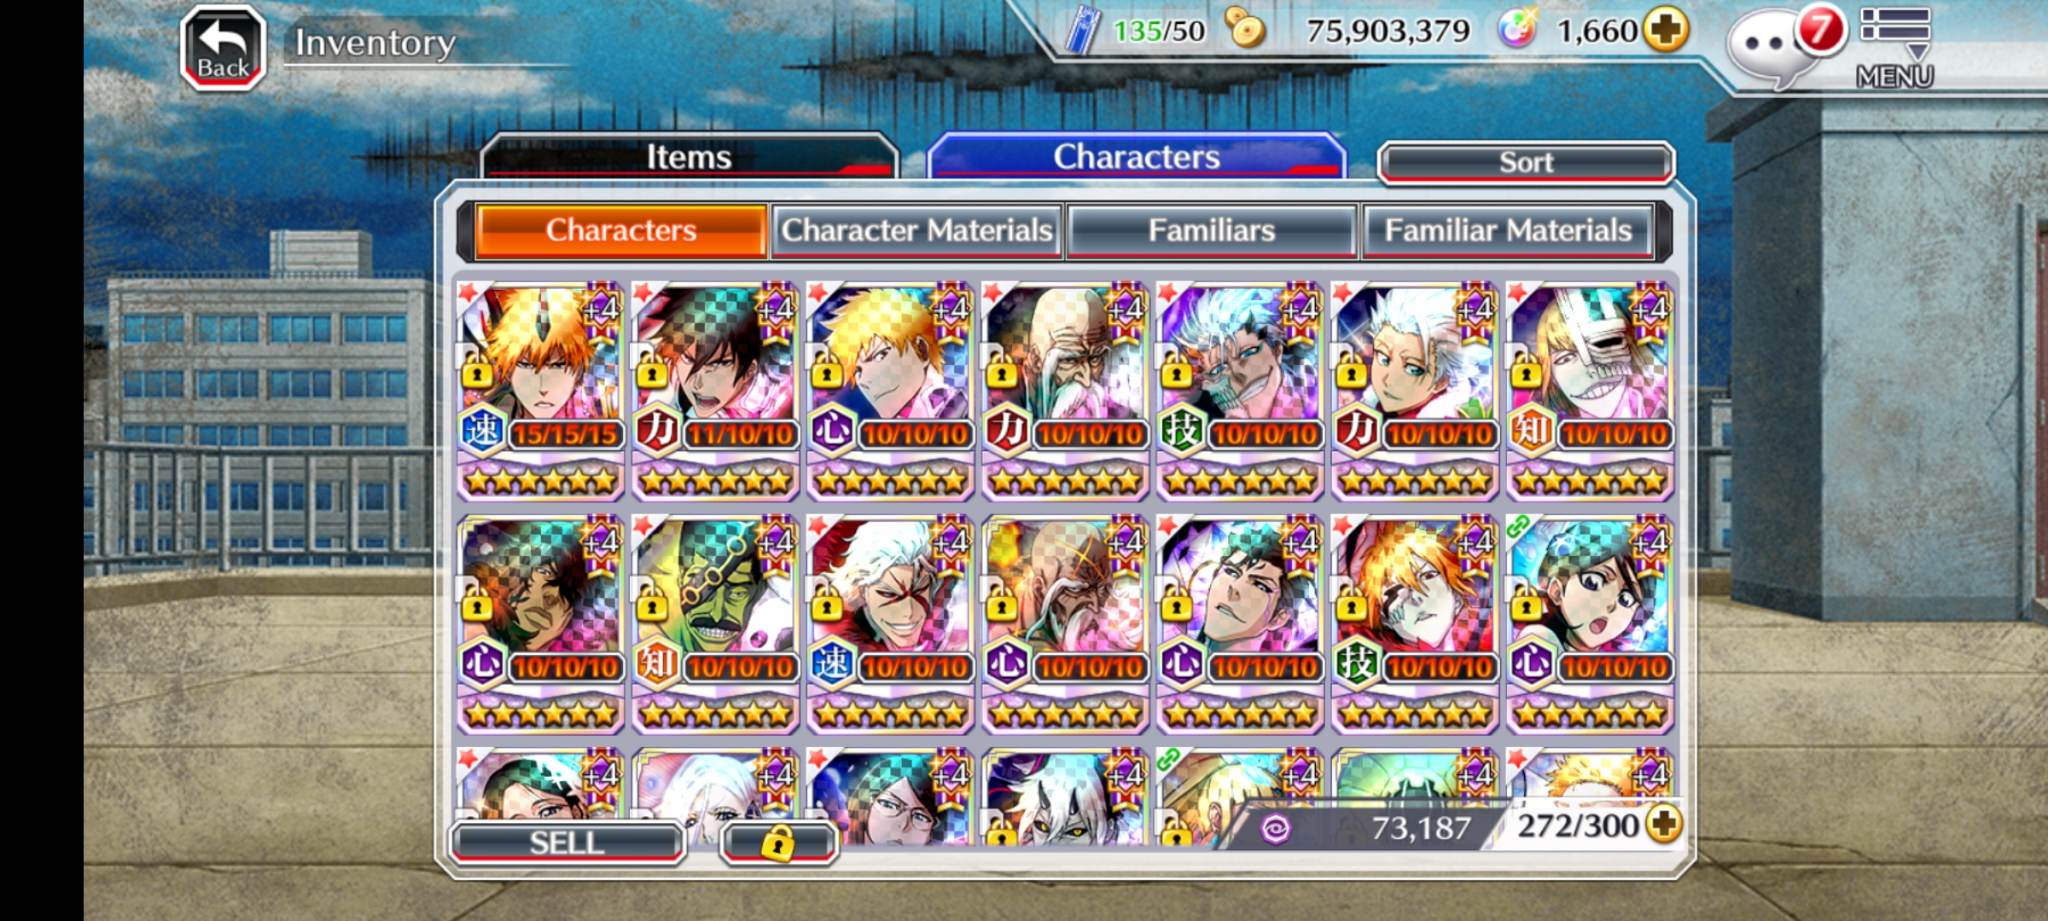 Back
Inventory
135/50
75,903,379
1,660
7
MENU
Items
Characters
Sort
Characters
Character Materials
Familiars
Familiar Materials
+4 +4 +4 +4 +4 +4 +4
速 15/15/15 力 11/10/10 心 10/10/10 力 10/10/10 技 10/10/10 力 10/10/10 知 10/10/10
+4 +4 +4 +4 +4 +4 +4
心 10/10/10 知 10/10/10 速 10/10/10 心 10/10/10 心 10/10/10 技 10/10/10 心 10/10/10
+4 +4 +4 +4 +4 +4 +4
SELL
73,187
272/300